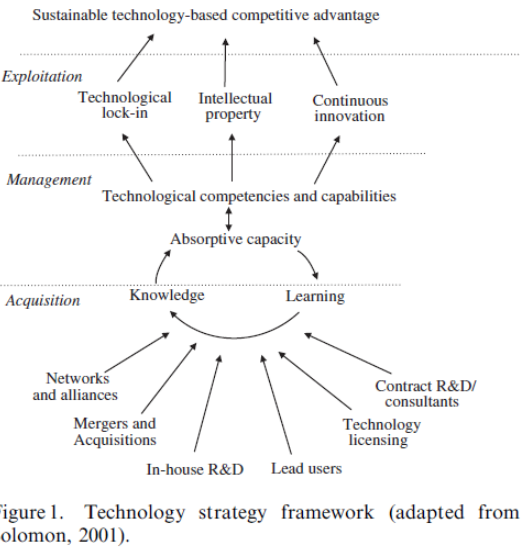 Sustainable technology-based competitive advantage
Exploitation
Technological
lock-in
Intellectual
property
Continuous
innovation
Management
Technological competencies and capabilities
Absorptive capacity
Acquisition
Knowledge
Learning
Networks
and alliances
Mergers and
Acquisitions
In-house R&D
Lead users
Technology
licensing
Contract R&D/
consultants
igure 1. Technology strategy framework (adapted from
olomon, 2001).